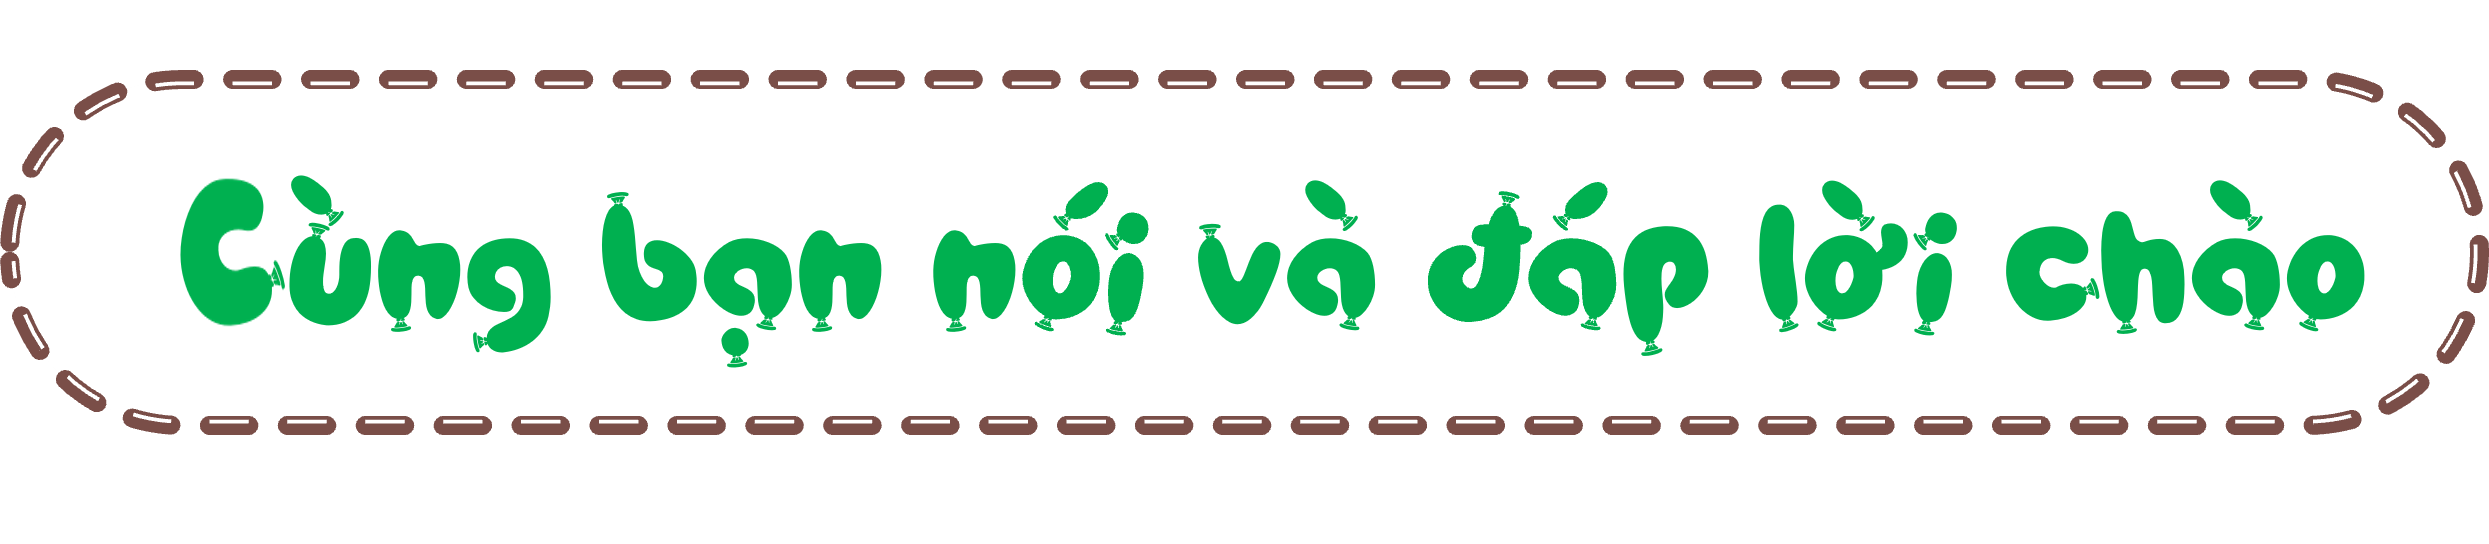 Cùng bạn nói và đáp lời chào